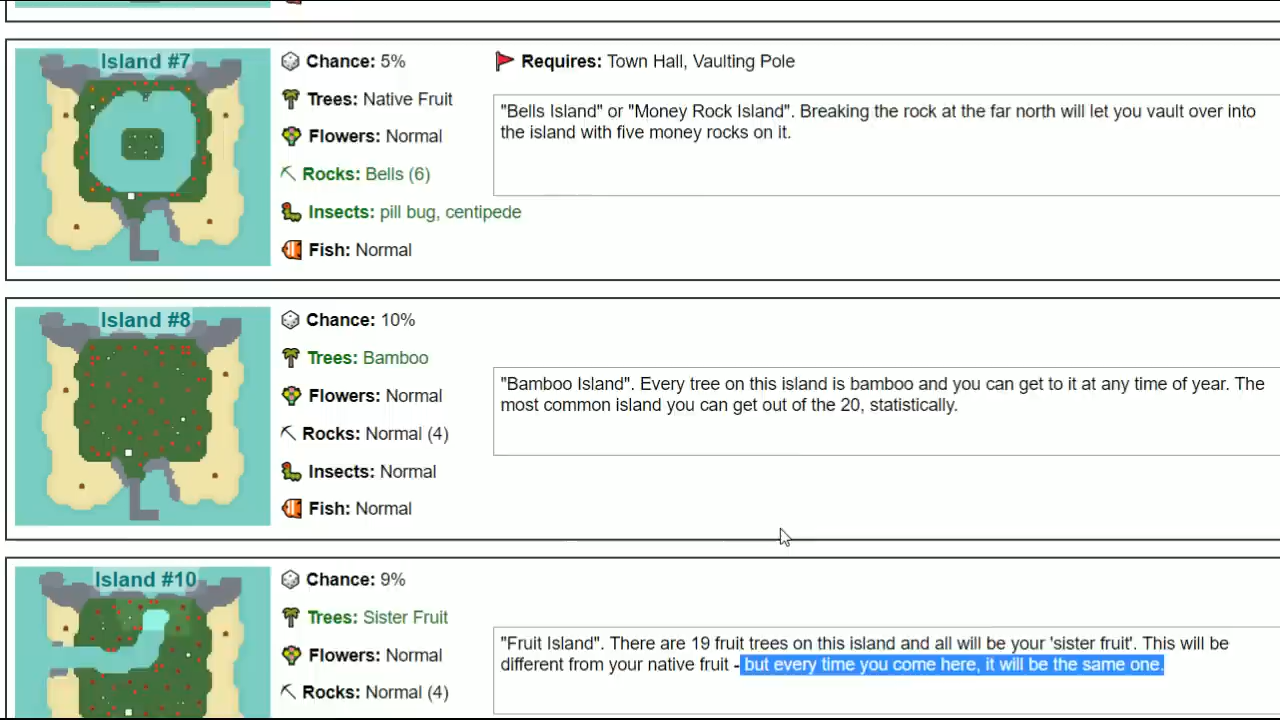 Island #7
Chance: 5%
Requires: Town Hall, Vaulting Pole
Trees: Native Fruit
Flowers: Normal
Rocks: Bells (6)
Insects: pill bug, centipede
Fish: Normal
"Bells Island" or "Money Rock Island". Breaking the rock at the far north will let you vault over into
the island with five money rocks on it.
Island #8
Chance: 10%
Trees: Bamboo
Flowers: Normal
Rocks: Normal (4)
Insects: Normal
Fish: Normal
"Bamboo Island". Every tree on this island is bamboo and you can get to it at any time of year. The
most common island you can get out of the 20, statistically.
Island #10
Chance: 9%
Trees: Sister Fruit
Flowers: Normal
Rocks: Normal (4)
"Fruit Island". There are 19 fruit trees on this island and all will be your 'sister fruit'. This will be
different from your native fruit - but every time you come here, it will be the same one.